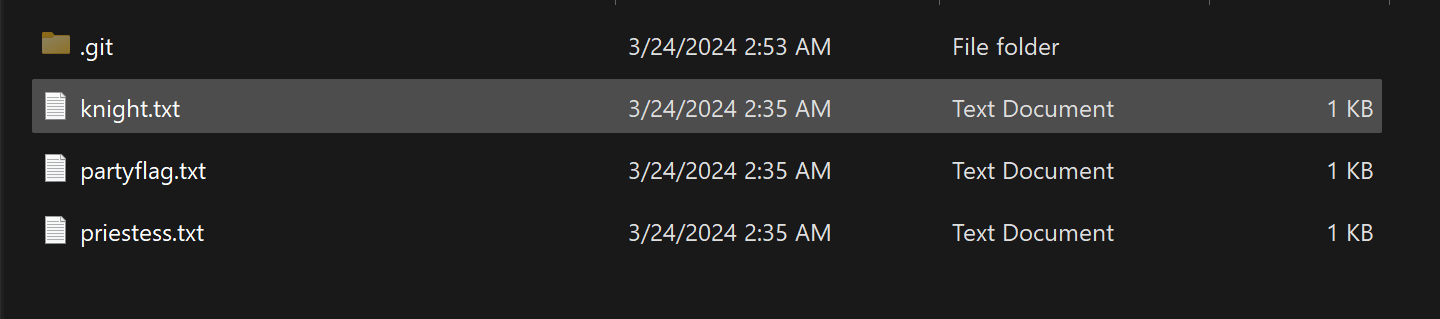 .git 3/24/2024 2:53 AM File folder
knight.txt 3/24/2024 2:35 AM Text Document 1 KB
partyflag.txt 3/24/2024 2:35 AM Text Document 1 KB
priestess.txt 3/24/2024 2:35 AM Text Document 1 KB